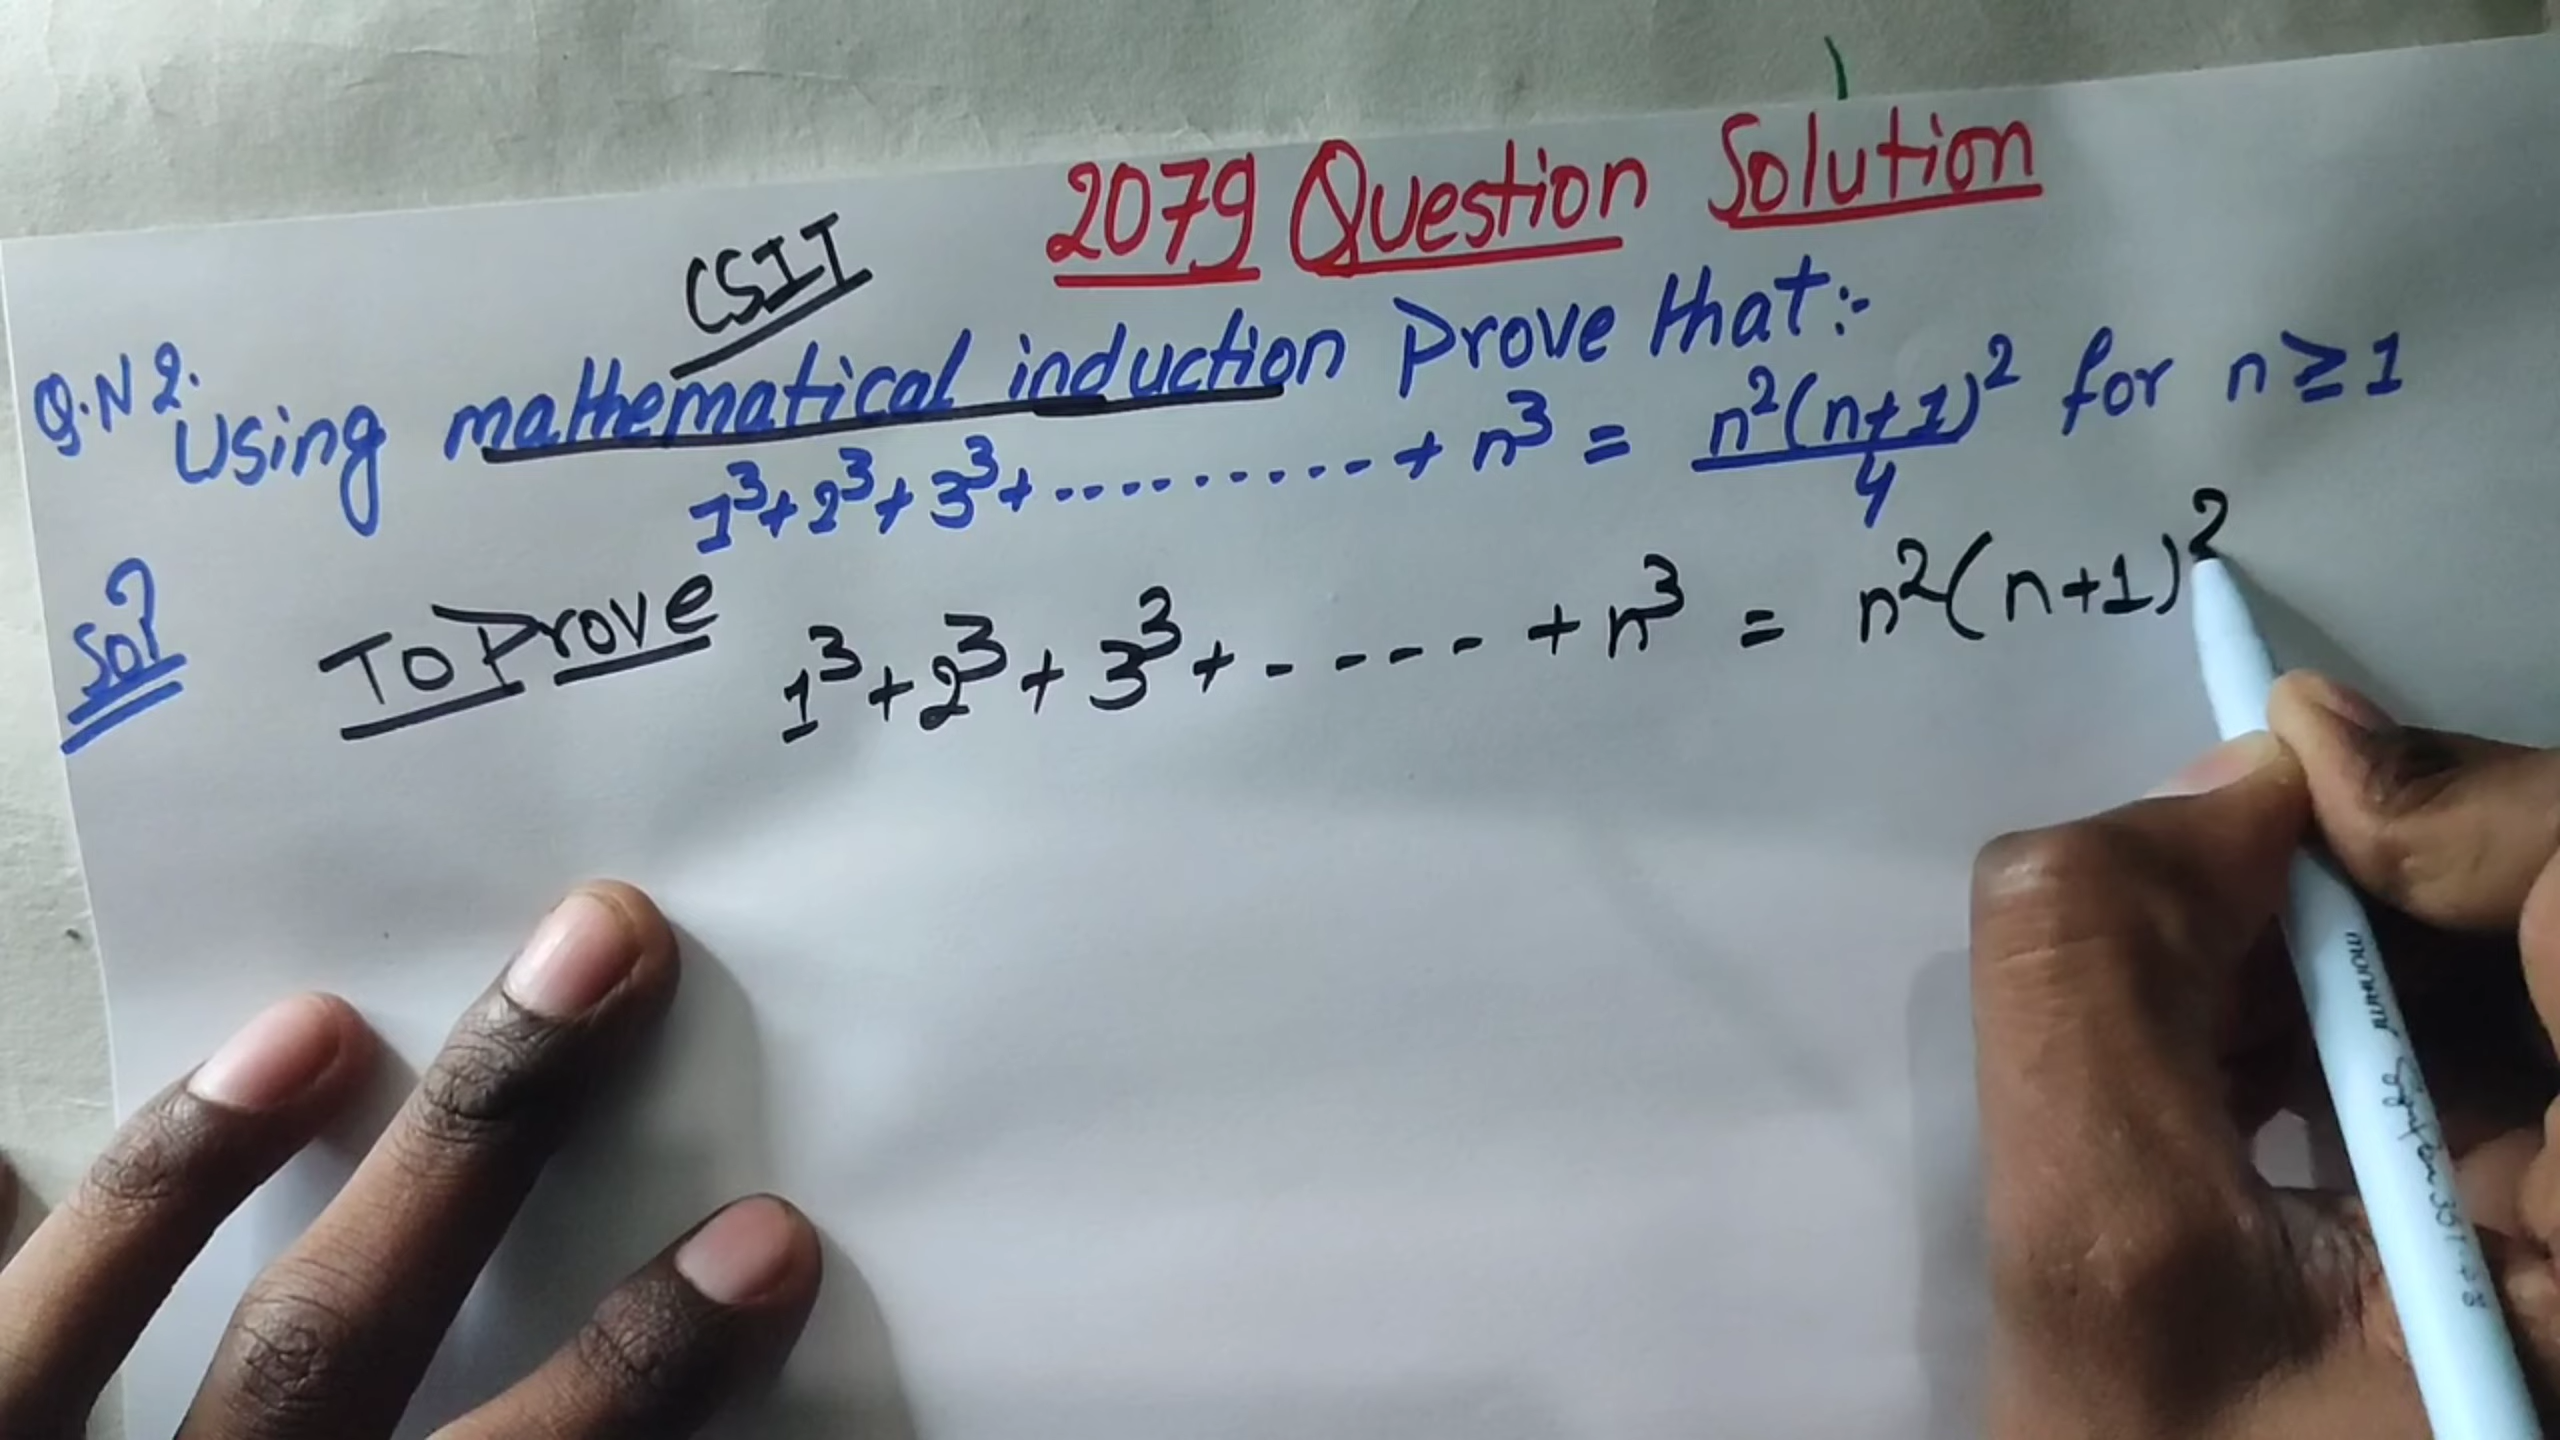 2079 Question Solution
CSIT
Q.N 2. Using mathematical induction Prove that:-
1³+2³+3³+..........+ n³ = n²(n+1)²/4 for n ≥ 1
Solⁿ To Prove 1³+2³+3³+-----+n³ = n²(n+1)²